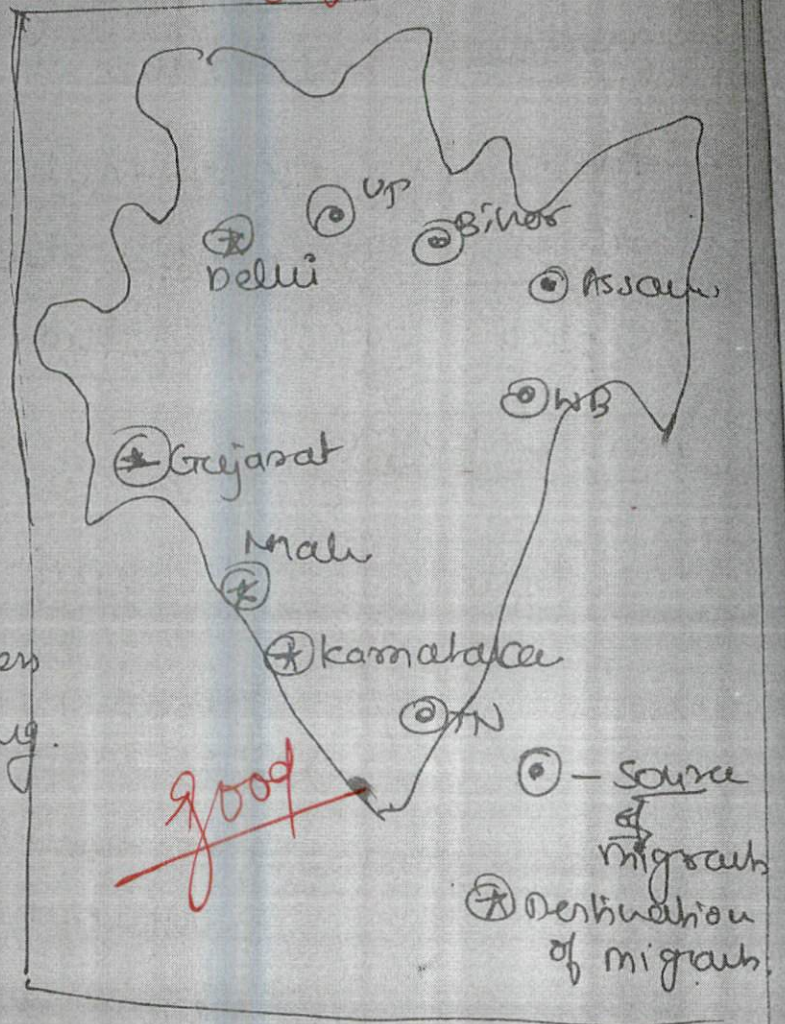 UP
Bihar
Delhi
Assam
WB
Gujarat
Mah
Karnataka
TN
good
- Source
of
migrants
Destination
of migrants.